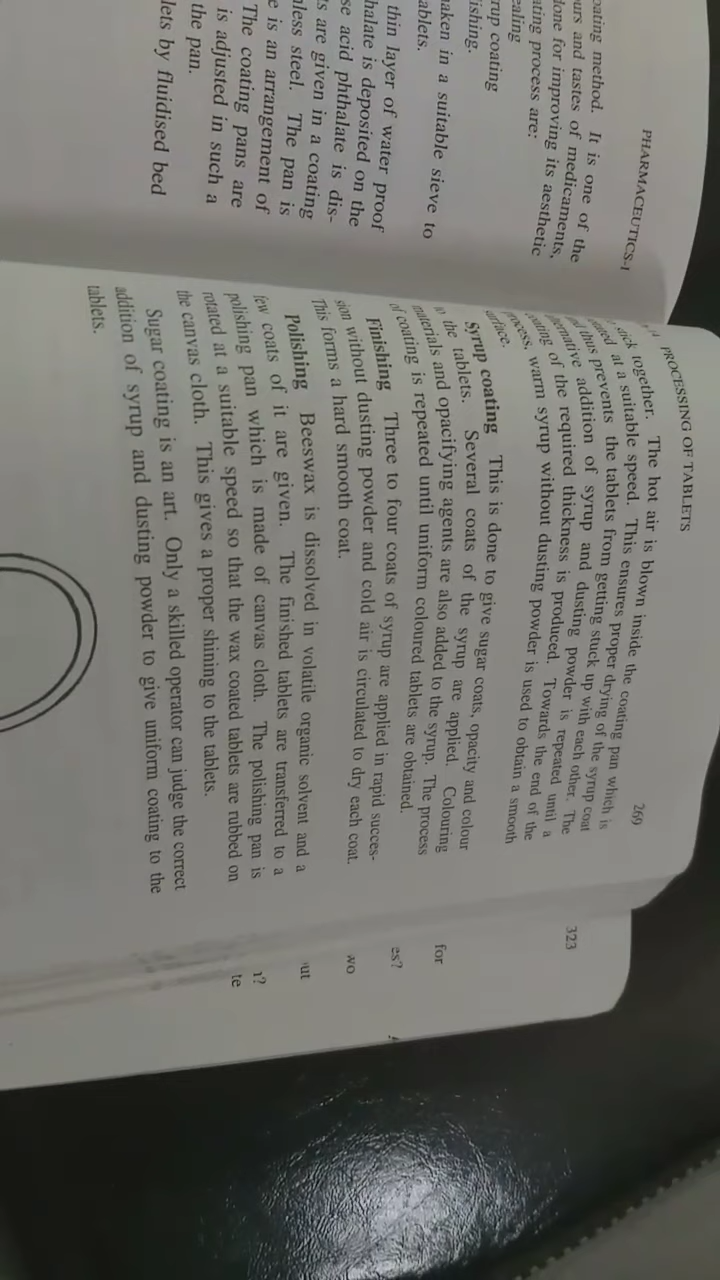 PHARMACEUTICS-I
oating method. It is one of the
urs and tastes of medicaments,
done for improving its aesthetic
ating process are:
ealing
rup coating
ishing.
haken in a suitable sieve to
ablets.
thin layer of water proof
halate is deposited on the
se acid phthalate is dis-
ts are given in a coating
nless steel. The pan is
e is an arrangement of
The coating pans are
is adjusted in such a
the pan.
lets by fluidised bed
PROCESSING OF TABLETS 269
stick together. The hot air is blown inside the coating pan which is
at a suitable speed. This ensures proper drying of the syrup coat
thus prevents the tablets from getting stuck up with each other. The
alternative addition of syrup and dusting powder is repeated until a
coating of the required thickness is produced. Towards the end of the
process, warm syrup without dusting powder is used to obtain a smooth
surface.
Syrup coating This is done to give sugar coats, opacity and colour
to the tablets. Several coats of the syrup are applied. Colouring
materials and opacifying agents are also added to the syrup. The process
of coating is repeated until uniform coloured tablets are obtained.
Finishing Three to four coats of syrup are applied in rapid succes-
sion without dusting powder and cold air is circulated to dry each coat.
This forms a hard smooth coat.
Polishing Beeswax is dissolved in volatile organic solvent and a
few coats of it are given. The finished tablets are transferred to a
polishing pan which is made of canvas cloth. The polishing pan is
rotated at a suitable speed so that the wax coated tablets are rubbed on
the canvas cloth. This gives a proper shining to the tablets.
Sugar coating is an art. Only a skilled operator can judge the correct
addition of syrup and dusting powder to give uniform coating to the
tablets.
323
for
es?
wo
ut
?
te